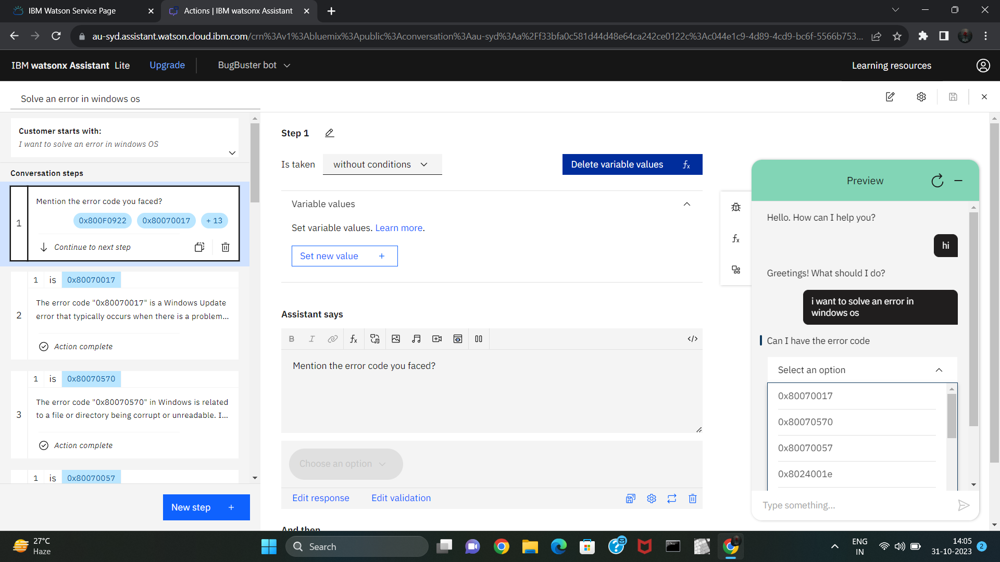 IBM Watson Service Page
Actions | IBM watsonx Assistant
au-syd.assistant.watson.cloud.ibm.com/crn%3Av1%3Abluemix%3Apublic%3Aconversation%3Aau-syd%3Aa%2Ff33bfa0c581d44d48e64ca242ce0122c%3Ac044e1c9-4d89-4cd9-bc6f-5566b753...
IBM watsonx Assistant Lite
Upgrade
BugBuster bot
Learning resources
Solve an error in windows os
Customer starts with:
I want to solve an error in windows OS
Conversation steps
1
Mention the error code you faced?
0x800F0922 0x80070017 + 13
Continue to next step
1 is 0x80070017
2
The error code "0x80070017" is a Windows Update
error that typically occurs when there is a problem...
Action complete
1 is 0x80070570
3
The error code "0x80070570" in Windows is related
to a file or directory being corrupt or unreadable. I...
Action complete
1 is 0x80070057
New step +
Step 1
Is taken without conditions
Delete variable values fx
Variable values
Set variable values. Learn more.
Set new value +
Assistant says
B I fx </>
Mention the error code you faced?
Choose an option
Edit response Edit validation
And then
fx
Preview
Hello. How can I help you?
hi
Greetings! What should I do?
i want to solve an error in
windows os
Can I have the error code
Select an option
0x80070017
0x80070570
0x80070057
0x8024001e
Type something...
27°C
Haze
Search
ENG
IN
14:05
31-10-2023
2